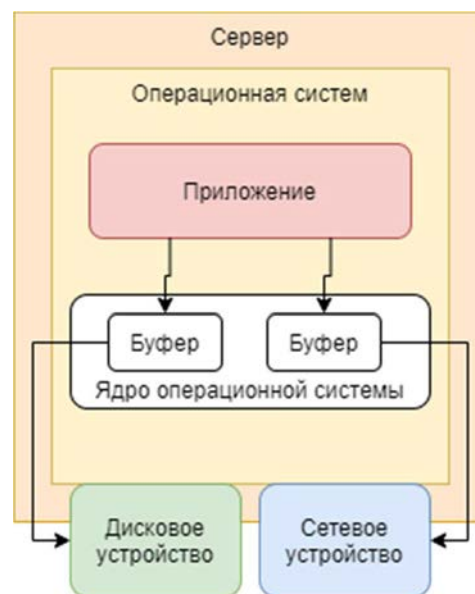 Сервер
Операционная систем
Приложение
Буфер
Буфер
Ядро операционной системы
Дисковое
устройство
Сетевое
устройство